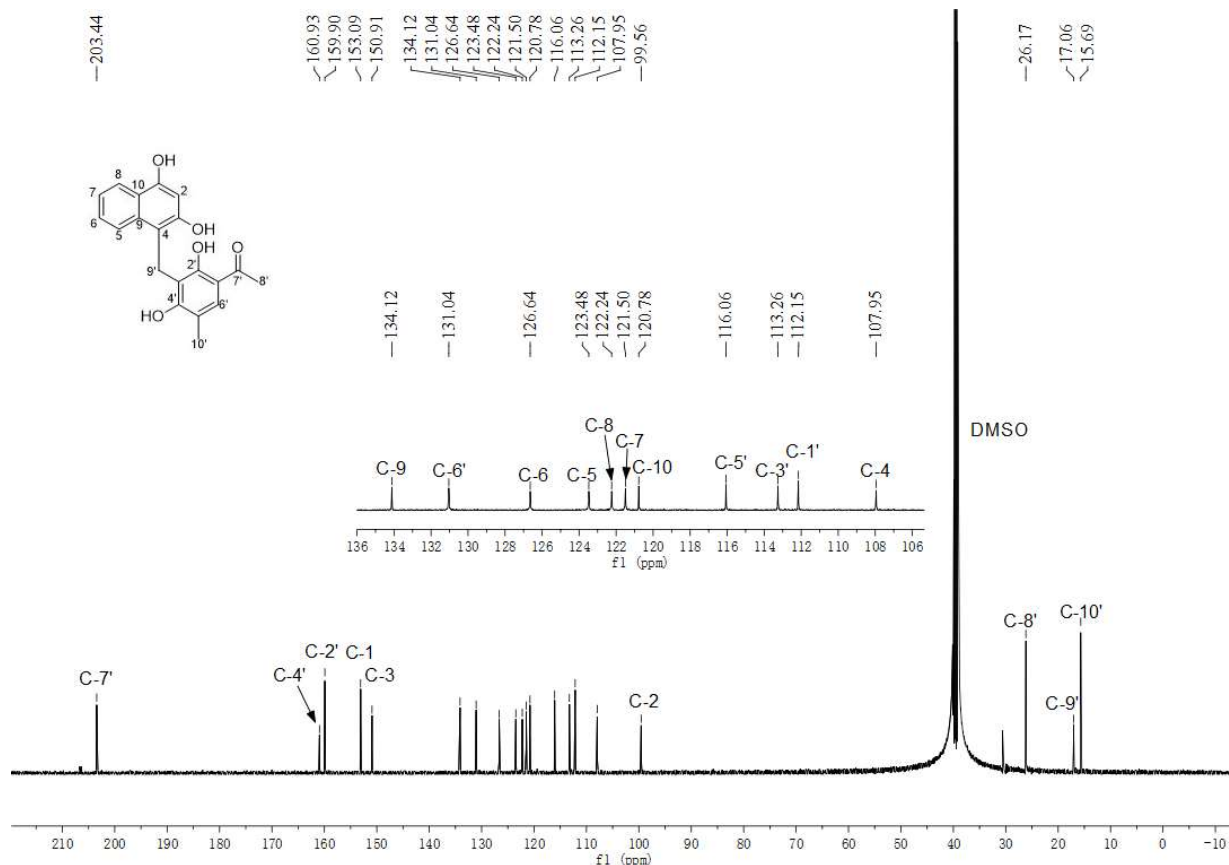 203.44
160.93
159.90
153.09
150.91
134.12
131.04
126.64
123.48
122.24
121.50
120.78
116.06
113.26
112.15
107.95
99.56
26.17
17.06
15.69
OH
8
10
7
2
6
9
OH
5
4
OH
O
9'
2'
7'
8'
4'
6'
HO
10'
134.12
131.04
126.64
123.48
122.24
121.50
120.78
116.06
113.26
112.15
107.95
C-9
C-6'
C-6
C-5
C-8
C-7
C-10
C-5'
C-3'
C-1'
C-4
136 134 132 130 128 126 124 122 120 118 116 114 112 110 108 106
f1 (ppm)
DMSO
C-7'
C-4'
C-2'
C-1
C-3
C-2
C-8'
C-9'
C-10'
210 200 190 180 170 160 150 140 130 120 110 100 90 80 70 60 50 40 30 20 10 0 -10
f1 (ppm)